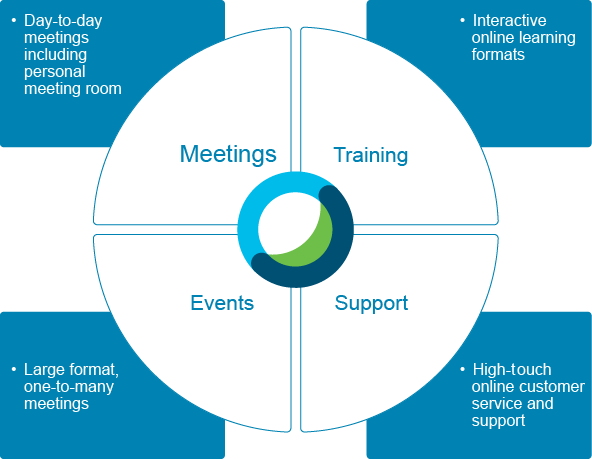 • Day-to-day
meetings
including
personal
meeting room
• Interactive
online learning
formats
Meetings
Training
Events
Support
• Large format,
one-to-many
meetings
• High-touch
online customer
service and
support